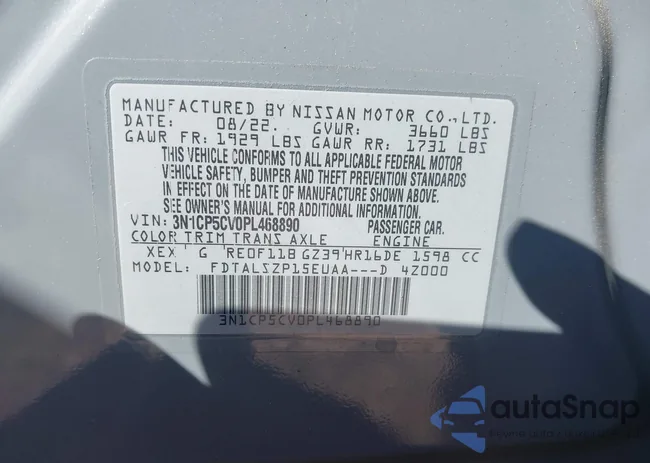 MANUFACTURED BY NISSAN MOTOR CO.,LTD.
DATE: 08/22. GVWR: 3660 LBS
GAWR FR: 1929 LBS GAWR RR: 1731 LBS
THIS VEHICLE CONFORMS TO ALL APPLICABLE FEDERAL MOTOR
VEHICLE SAFETY, BUMPER AND THEFT PREVENTION STANDARDS
IN EFFECT ON THE DATE OF MANUFACTURE SHOWN ABOVE.
SEE OWNER'S MANUAL FOR ADDITIONAL INFORMATION.
VIN: 3N1CP5CV0PL468890 PASSENGER CAR.
COLOR TRIM TRANS AXLE ENGINE
XEX' G 'RE0F11B GZ39'HR16DE 1598 CC
MODEL: FDTALSZP15EUAA---D 4Z000
3N1CP5CV0PL468890
autoSnap